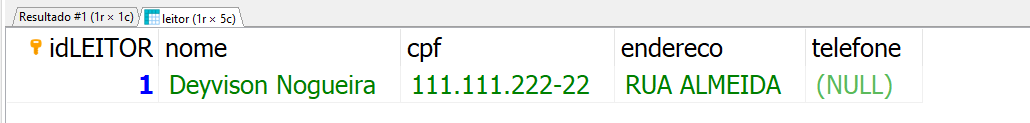 Resultado #1 (1r × 1c) leitor (1r × 5c)
idLEITOR nome cpf endereco telefone
1 Deyvison Nogueira 111.111.222-22 RUA ALMEIDA (NULL)